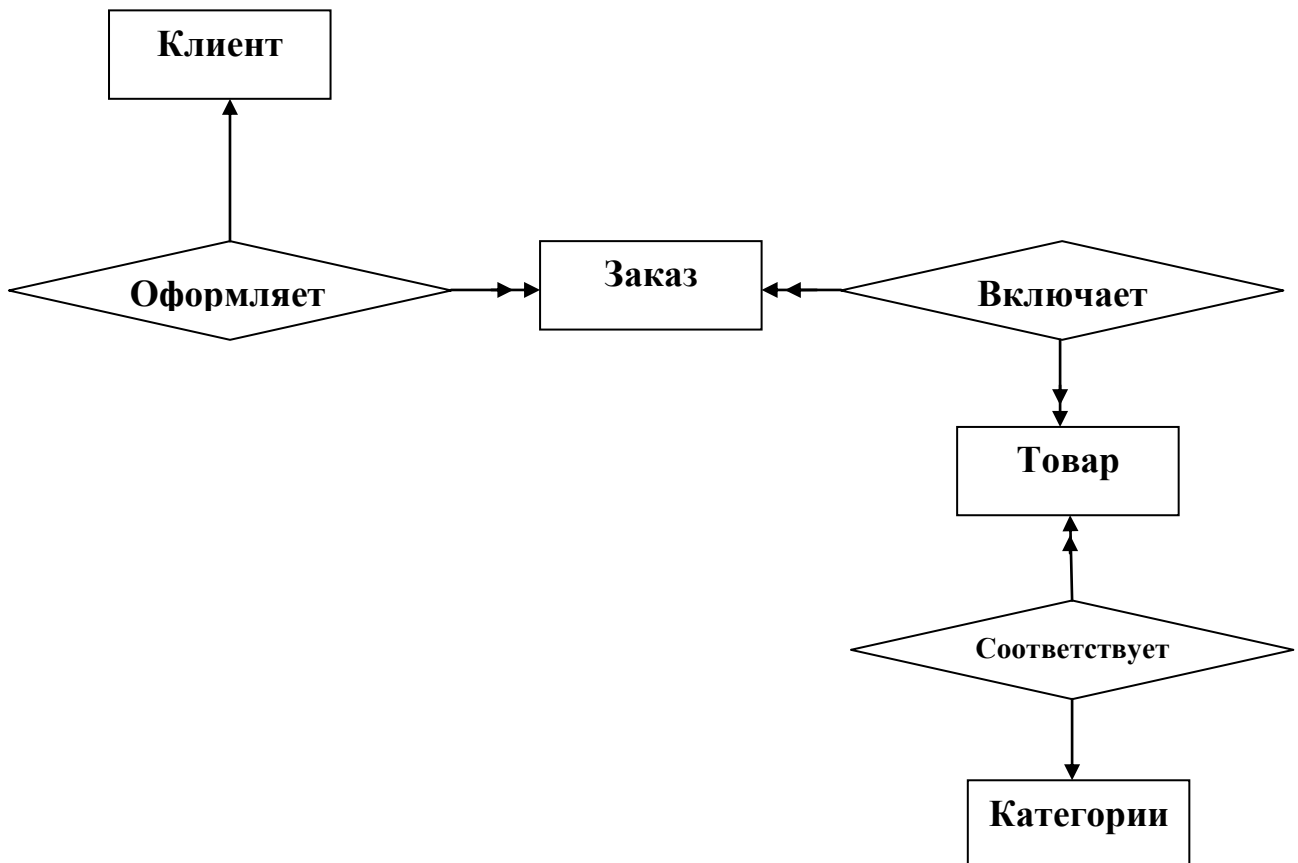 Клиент
Оформляет
Заказ
Включает
Товар
Соответствует
Категории